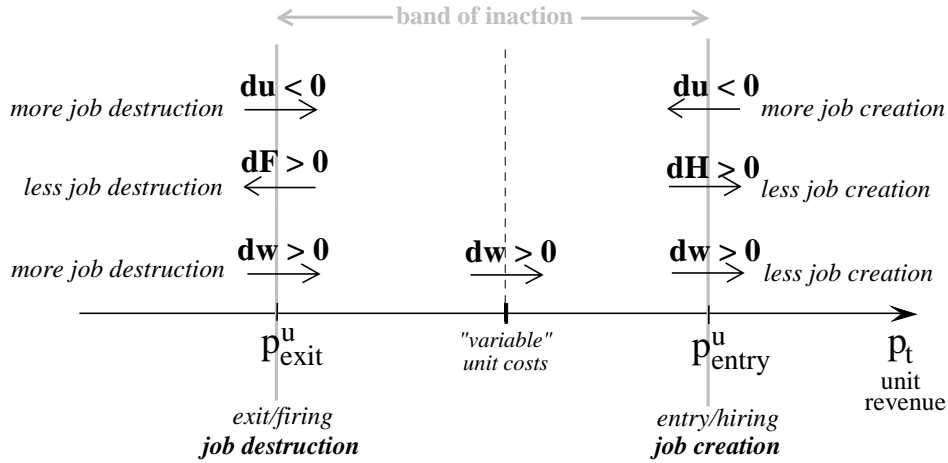 band of inaction
du < 0
du < 0
more job destruction
more job creation
dF > 0
dH > 0
less job destruction
less job creation
dw > 0
dw > 0
dw > 0
more job destruction
less job creation
p^u_exit
"variable"
unit costs
p^u_entry
p_t
unit
revenue
exit/firing
job destruction
entry/hiring
job creation